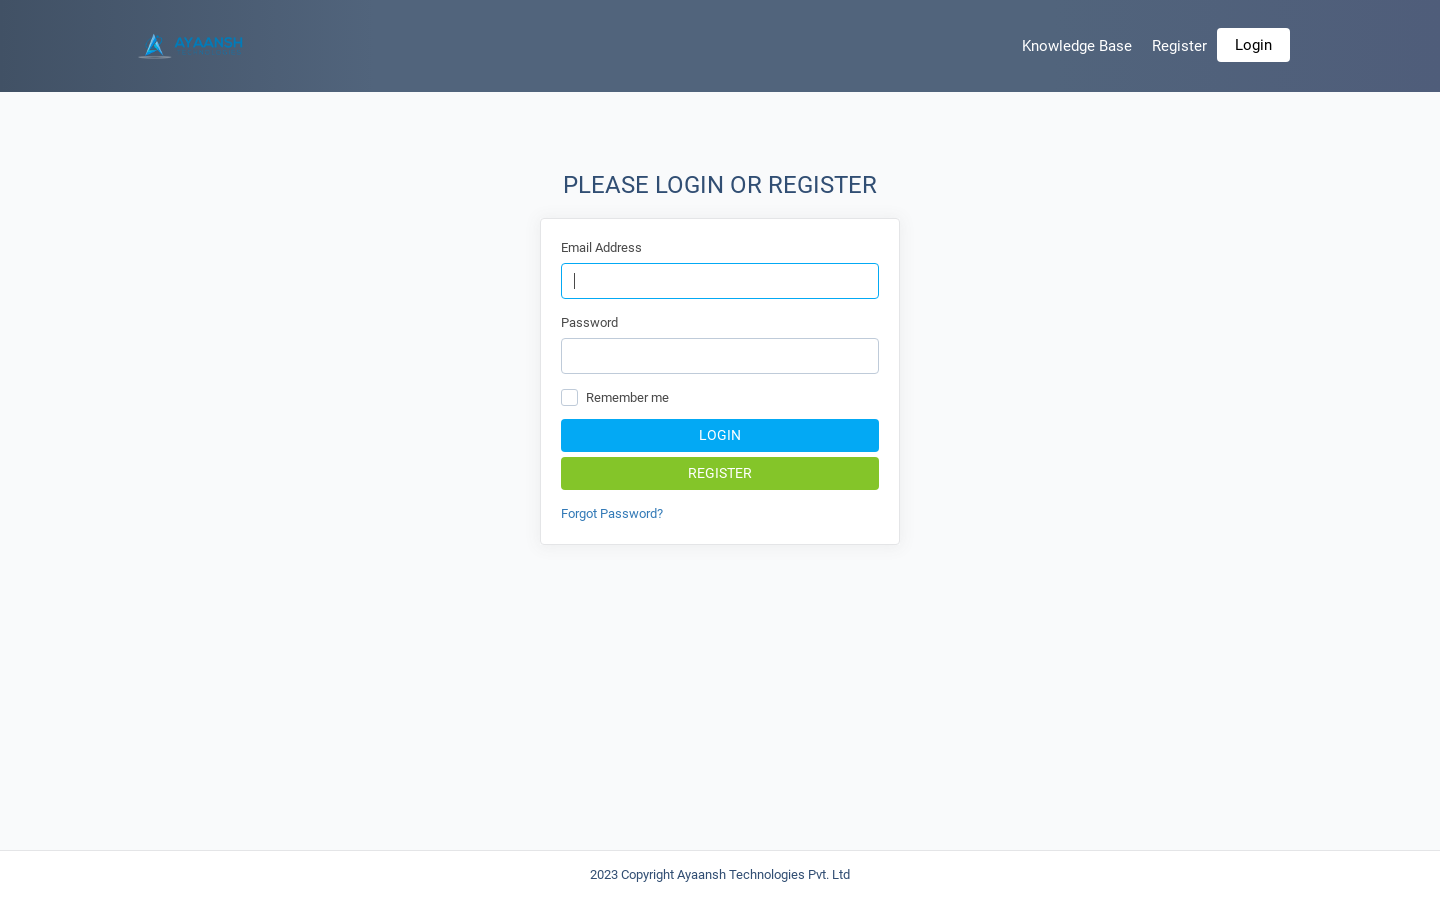 AYAANSH
Knowledge Base
Register
Login
PLEASE LOGIN OR REGISTER
Email Address
Password
Remember me
LOGIN
REGISTER
Forgot Password?
2023 Copyright Ayaansh Technologies Pvt. Ltd